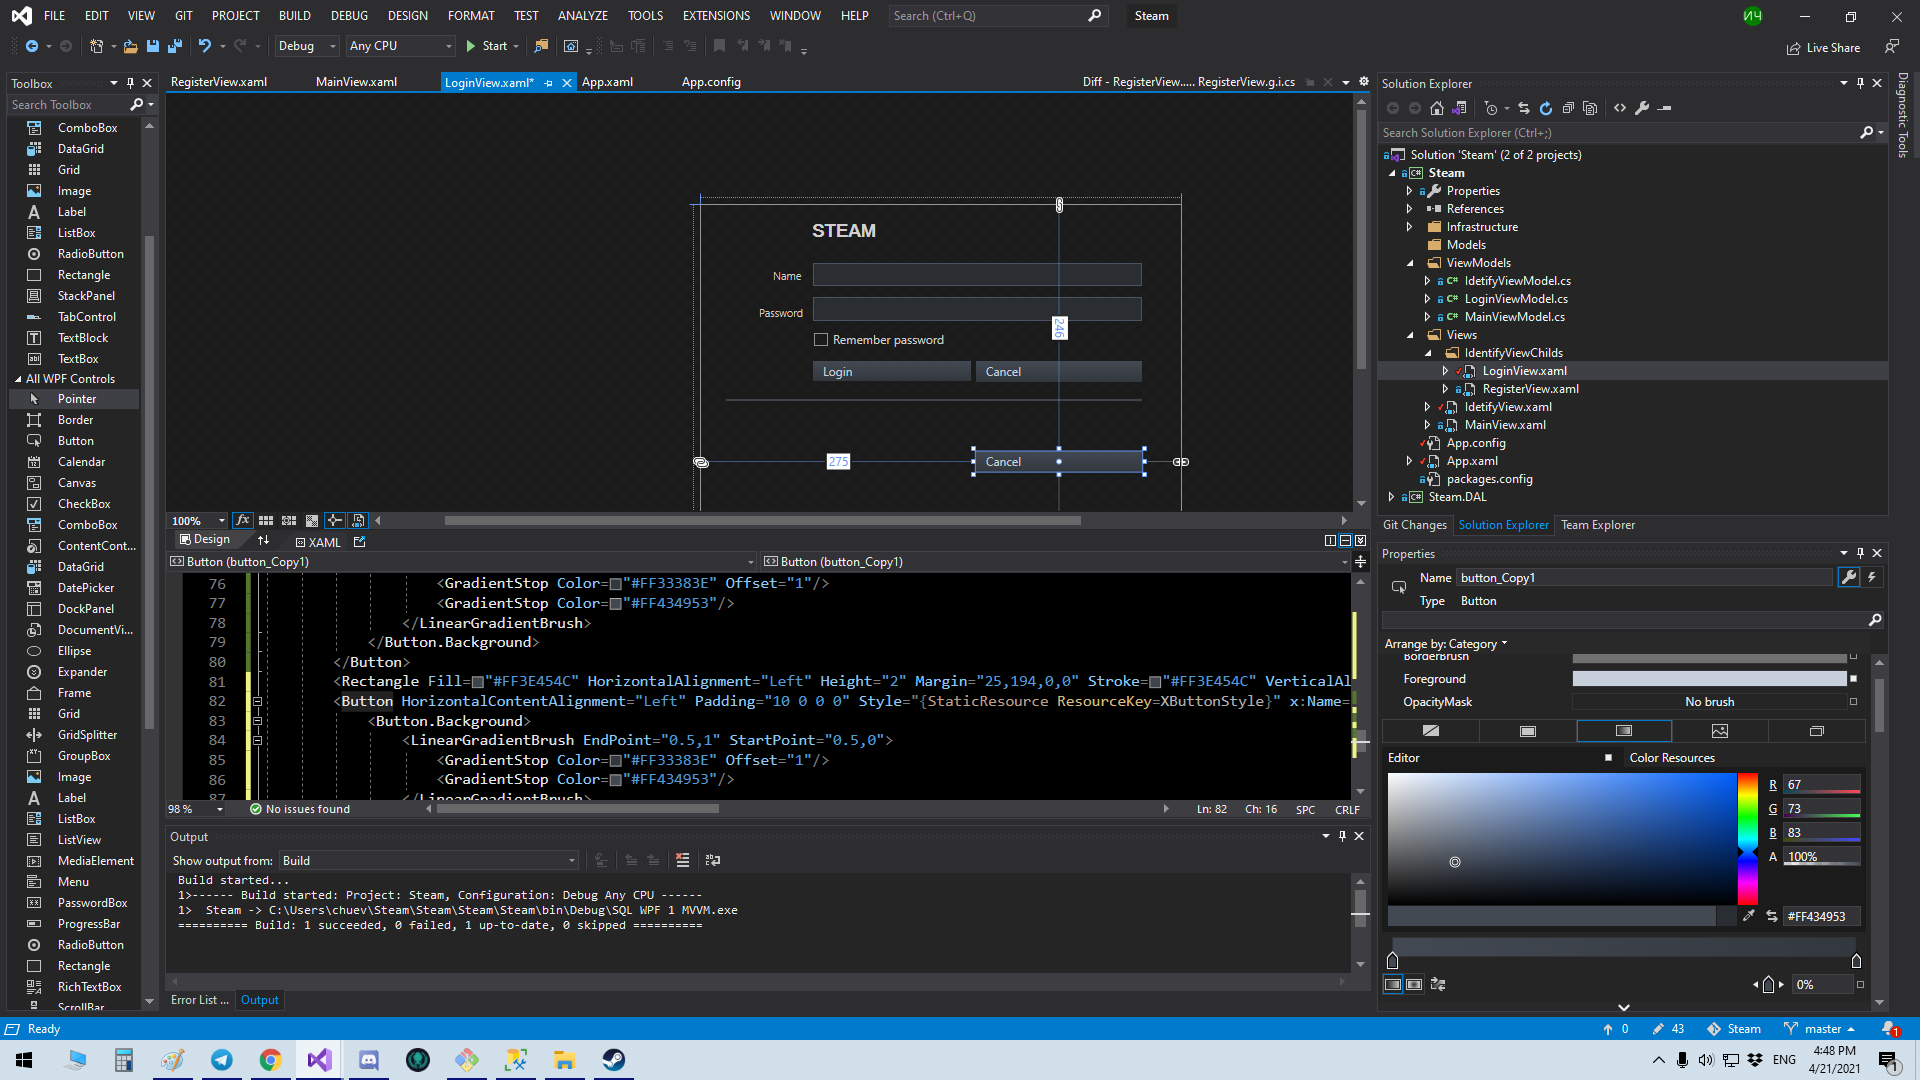 FILE EDIT VIEW GIT PROJECT BUILD DEBUG DESIGN FORMAT TEST ANALYZE TOOLS EXTENSIONS WINDOW HELP Search (Ctrl+Q) Steam ИЧ
Debug Any CPU Start Live Share
Toolbox
Search Toolbox
ComboBox
DataGrid
Grid
Image
Label
ListBox
RadioButton
Rectangle
StackPanel
TabControl
TextBlock
TextBox
All WPF Controls
Pointer
Border
Button
Calendar
Canvas
CheckBox
ComboBox
ContentCont...
DataGrid
DatePicker
DockPanel
DocumentVi...
Ellipse
Expander
Frame
Grid
GridSplitter
GroupBox
Image
Label
ListBox
ListView
MediaElement
Menu
PasswordBox
ProgressBar
RadioButton
Rectangle
RichTextBox
ScrollBar
RegisterView.xaml MainView.xaml LoginView.xaml* App.xaml App.config Diff - RegisterView..... RegisterView.g.i.cs
STEAM
Name
Password
246
Remember password
Login Cancel
275 Cancel
100% fx
Design XAML
Button (button_Copy1) Button (button_Copy1)
76 <GradientStop Color="#FF33383E" Offset="1"/>
77 <GradientStop Color="#FF434953"/>
78 </LinearGradientBrush>
79 </Button.Background>
80 </Button>
81 <Rectangle Fill="#FF3E454C" HorizontalAlignment="Left" Height="2" Margin="25,194,0,0" Stroke="#FF3E454C" VerticalAl
82 <Button HorizontalContentAlignment="Left" Padding="10 0 0 0" Style="{StaticResource ResourceKey=XButtonStyle}" x:Name=
83 <Button.Background>
84 <LinearGradientBrush EndPoint="0.5,1" StartPoint="0.5,0">
85 <GradientStop Color="#FF33383E" Offset="1"/>
86 <GradientStop Color="#FF434953"/>
87 </LinearGradientBrush>
98 % No issues found Ln: 82 Ch: 16 SPC CRLF
Output
Show output from: Build
Build started...
1>------ Build started: Project: Steam, Configuration: Debug Any CPU ------
1> Steam -> C:\Users\chuev\Steam\Steam\Steam\Steam\bin\Debug\SQL WPF 1 MVVM.exe
========== Build: 1 succeeded, 0 failed, 1 up-to-date, 0 skipped ==========
Error List ... Output
Solution Explorer
Search Solution Explorer (Ctrl+;)
Solution 'Steam' (2 of 2 projects)
C# Steam
Properties
References
Infrastructure
Models
ViewModels
C# IdetifyViewModel.cs
C# LoginViewModel.cs
C# MainViewModel.cs
Views
IdentifyViewChilds
LoginView.xaml
RegisterView.xaml
IdetifyView.xaml
MainView.xaml
App.config
App.xaml
packages.config
C# Steam.DAL
Git Changes Solution Explorer Team Explorer
Diagnostic Tools
Properties
Name button_Copy1
Type Button
Arrange by: Category
BorderBrush
Foreground
OpacityMask No brush
Editor Color Resources
R 67
G 73
B 83
A 100%
#FF434953
0%
Ready 0 43 Steam master 1
ENG 4:48 PM
4/21/2021 1